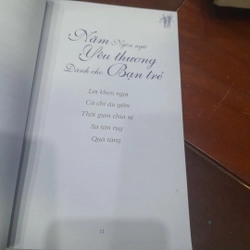 Năm Ngôn ngữ
Yêu thương
Dành cho Bạn trẻ
Lời khen ngợi
Cử chỉ âu yếm
Thời gian chia sẻ
Sự tận tụy
Quà tặng